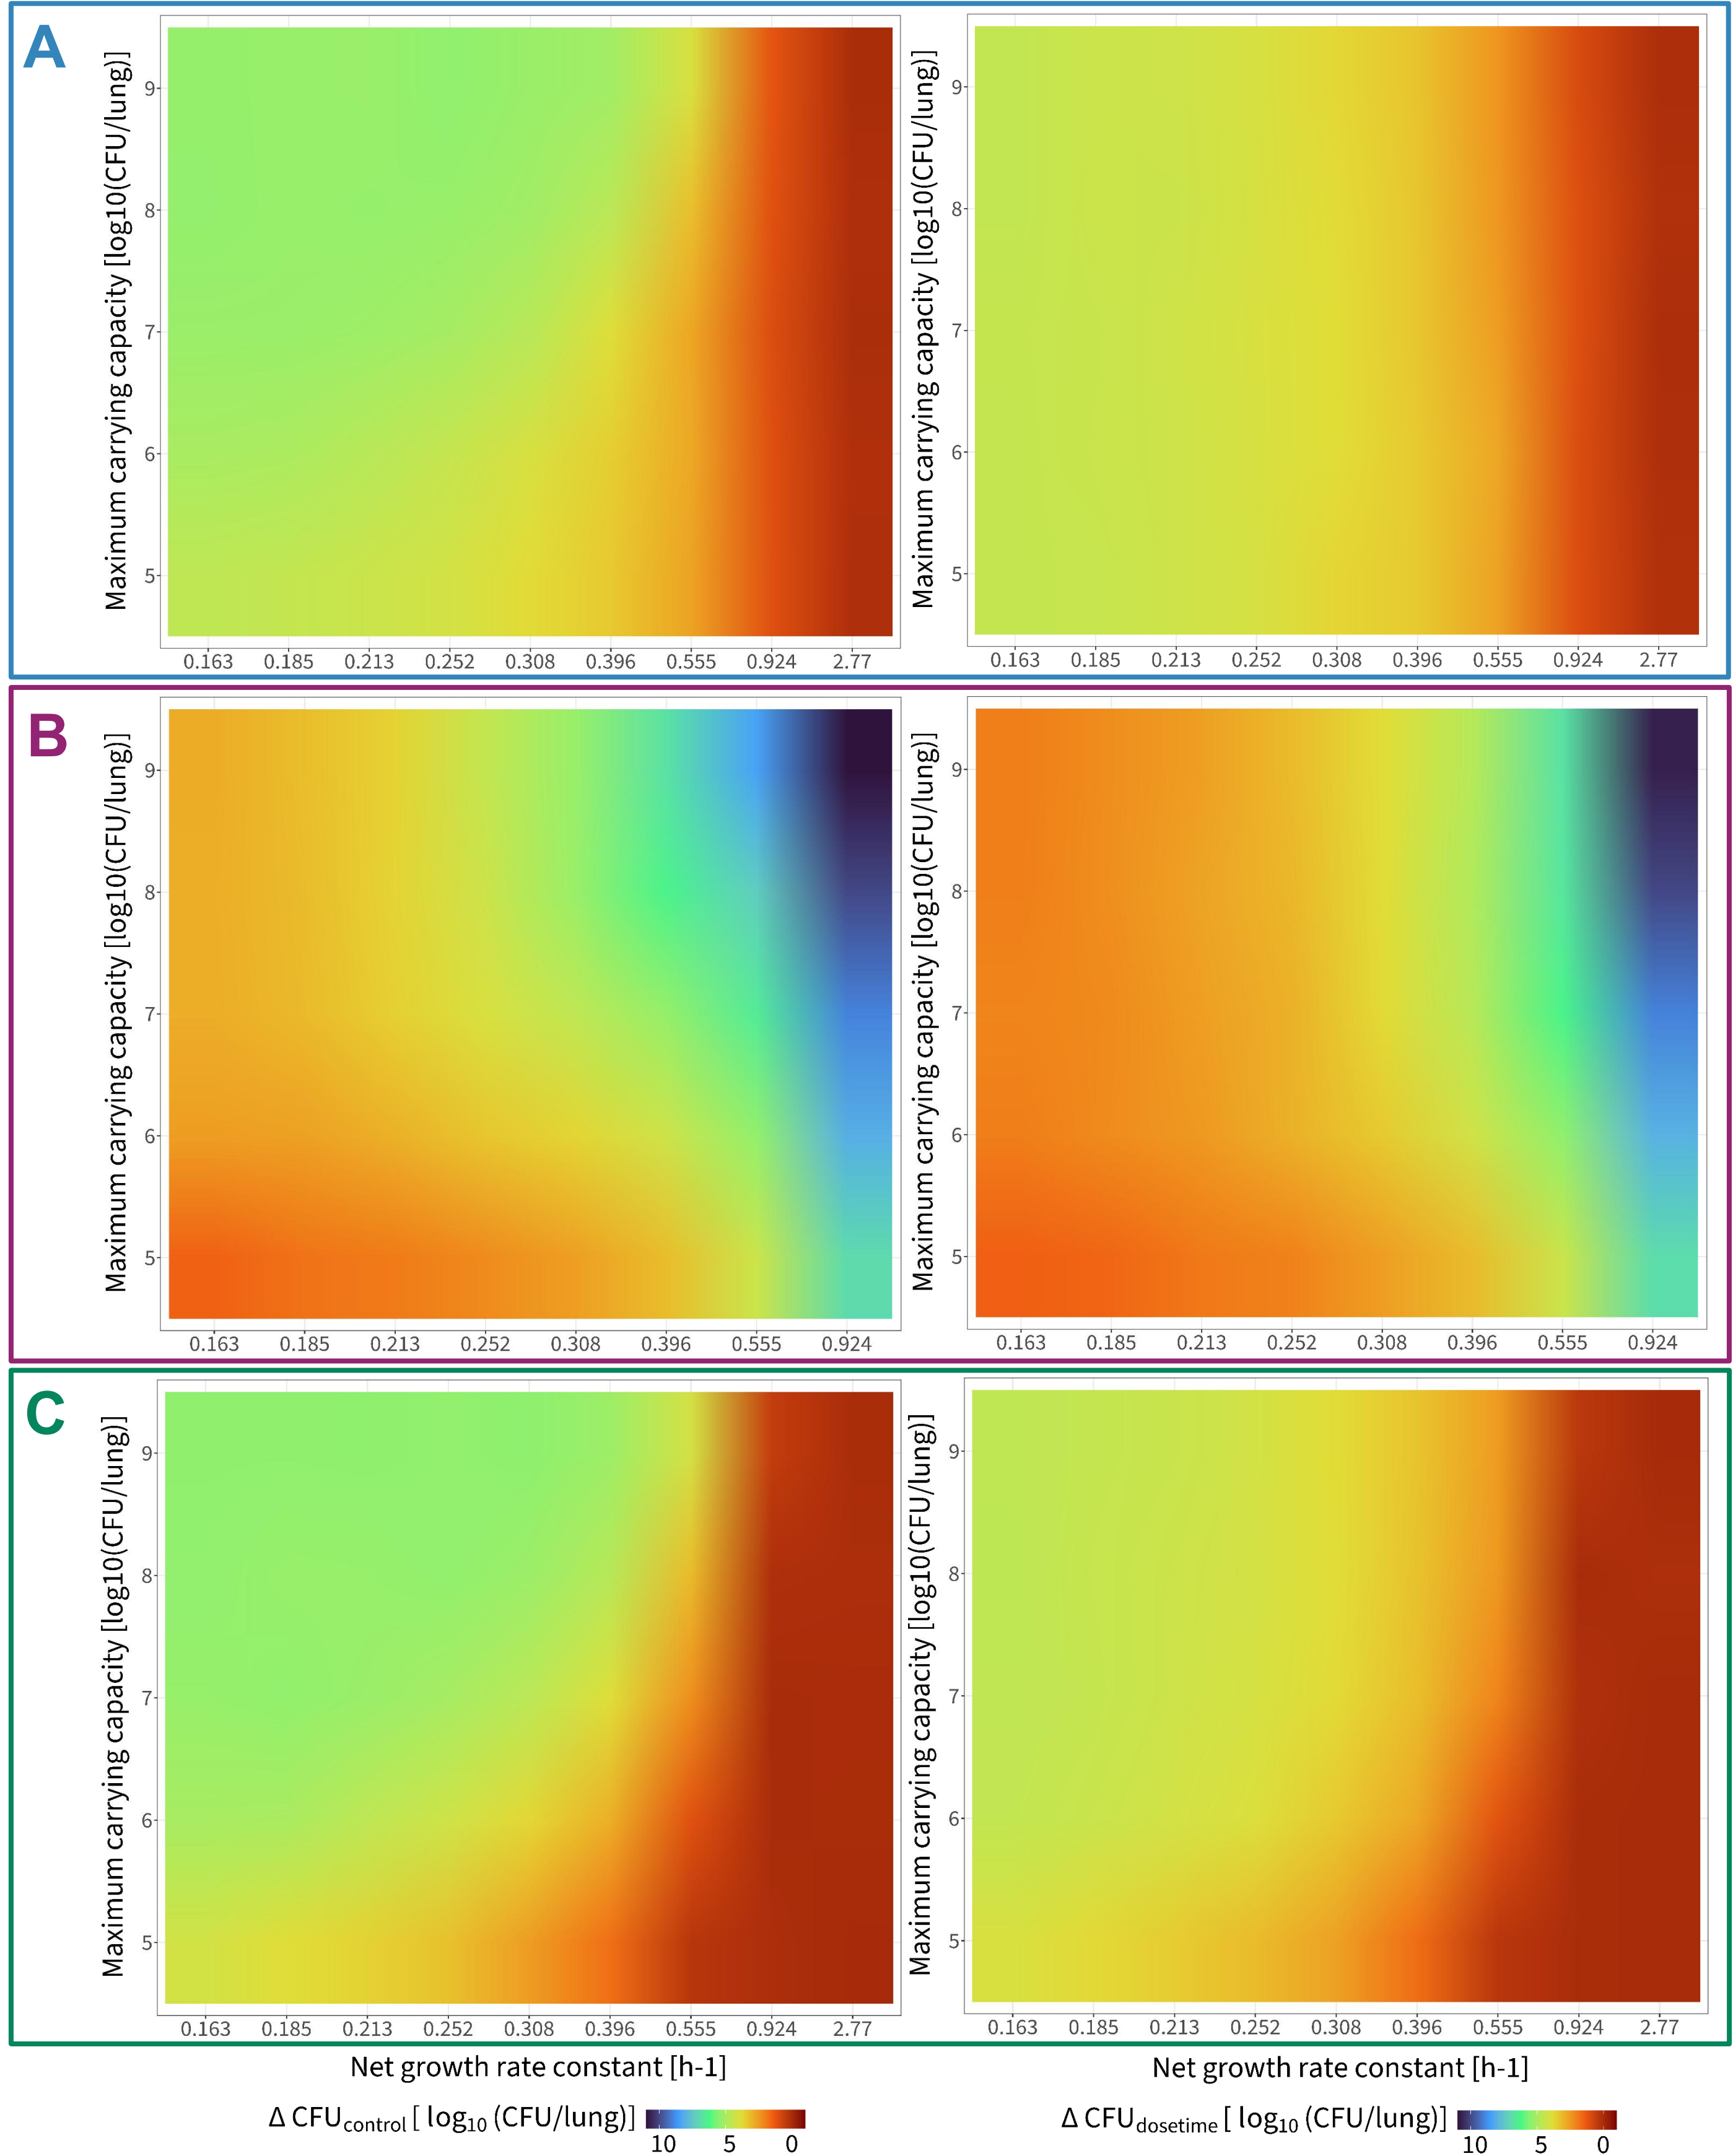 A
Maximum carrying capacity [log10(CFU/lung)]
9
8
7
6
5
0.163 0.185 0.213 0.252 0.308 0.396 0.555 0.924 2.77
Maximum carrying capacity [log10(CFU/lung)]
9
8
7
6
5
0.163 0.185 0.213 0.252 0.308 0.396 0.555 0.924 2.77
B
Maximum carrying capacity [log10(CFU/lung)]
9
8
7
6
5
0.163 0.185 0.213 0.252 0.308 0.396 0.555 0.924
Maximum carrying capacity [log10(CFU/lung)]
9
8
7
6
5
0.163 0.185 0.213 0.252 0.308 0.396 0.555 0.924
C
Maximum carrying capacity [log10(CFU/lung)]
9
8
7
6
5
0.163 0.185 0.213 0.252 0.308 0.396 0.555 0.924 2.77
Maximum carrying capacity [log10(CFU/lung)]
9
8
7
6
5
0.163 0.185 0.213 0.252 0.308 0.396 0.555 0.924 2.77
Net growth rate constant [h-1]
Net growth rate constant [h-1]
Δ CFUcontrol [ log10 (CFU/lung)]
10 5 0
Δ CFUdosetime [ log10 (CFU/lung)]
10 5 0